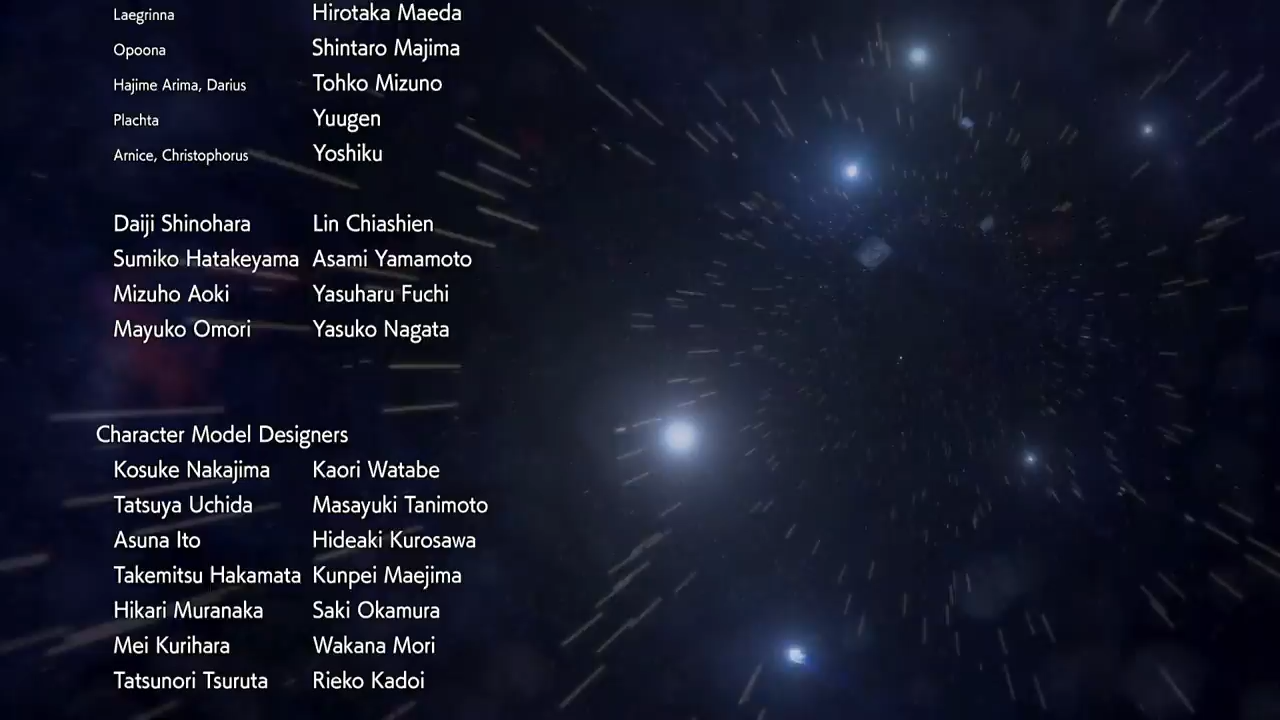 Laegrinna Hirotaka Maeda
Opoona Shintaro Majima
Hajime Arima, Darius Tohko Mizuno
Plachta Yuugen
Arnice, Christophorus Yoshiku
Daiji Shinohara Lin Chiashien
Sumiko Hatakeyama Asami Yamamoto
Mizuho Aoki Yasuharu Fuchi
Mayuko Omori Yasuko Nagata
Character Model Designers
Kosuke Nakajima Kaori Watabe
Tatsuya Uchida Masayuki Tanimoto
Asuna Ito Hideaki Kurosawa
Takemitsu Hakamata Kunpei Maejima
Hikari Muranaka Saki Okamura
Mei Kurihara Wakana Mori
Tatsunori Tsuruta Rieko Kadoi